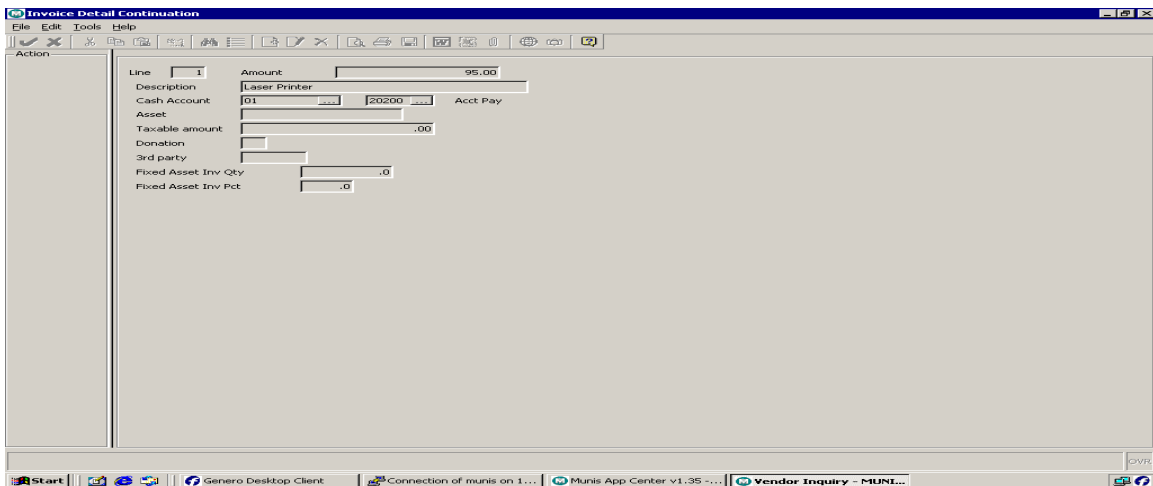 Invoice Detail Continuation
File Edit Tools Help
Action
Line 1 Amount 95.00
Description Laser Printer
Cash Account 01 ... 20200 ... Acct Pay
Asset
Taxable amount .00
Donation
3rd party
Fixed Asset Inv Qty .0
Fixed Asset Inv Pct .0
OVR
Start Genero Desktop Client Connection of munis on 1... Munis App Center v1.35 -... Vendor Inquiry - MUNI...